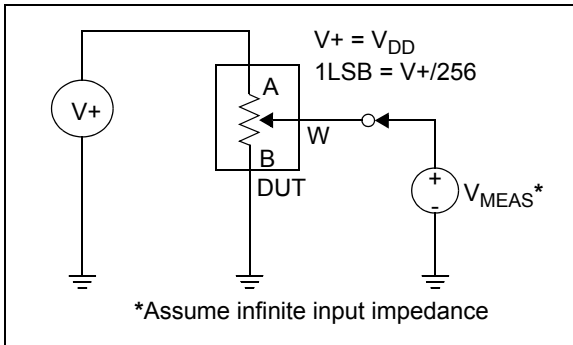 V+ = V_DD
1LSB = V+/256
V+
A
W
B
DUT
+
-
V_MEAS*
*Assume infinite input impedance